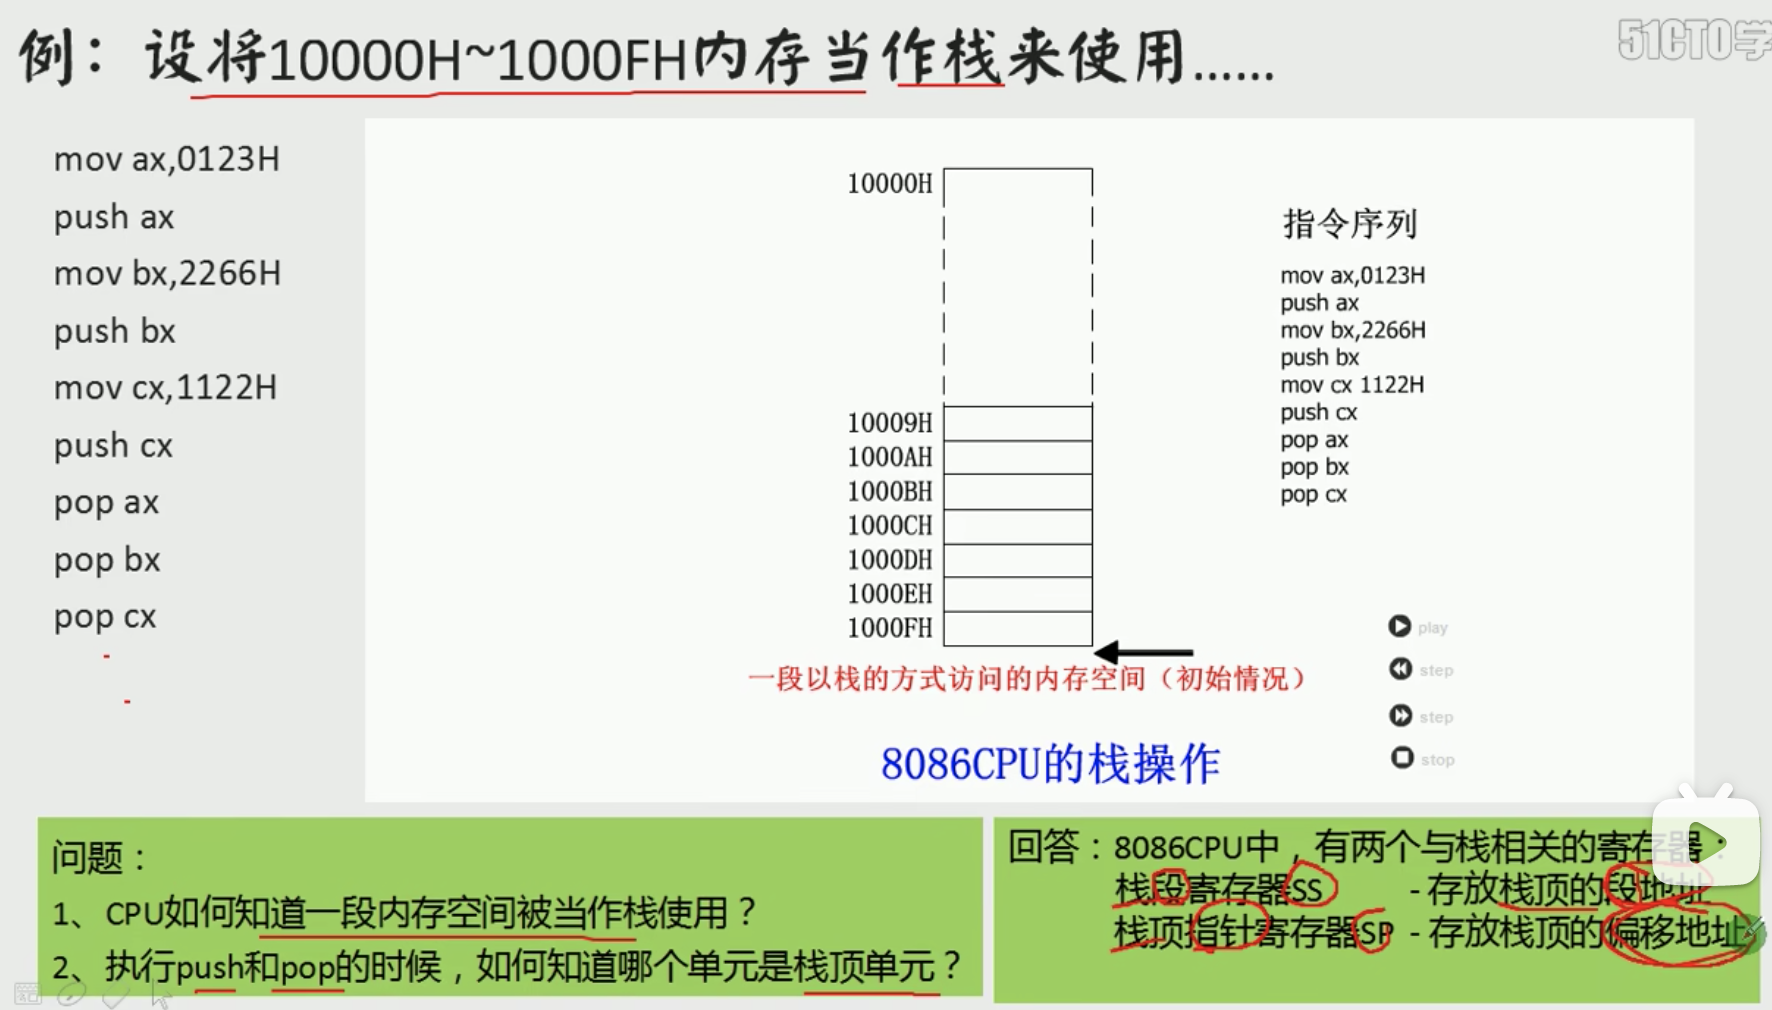 例：设将10000H~1000FH内存当作栈来使用……
51CTO学
mov ax,0123H
push ax
mov bx,2266H
push bx
mov cx,1122H
push cx
pop ax
pop bx
pop cx
10000H
10009H
1000AH
1000BH
1000CH
1000DH
1000EH
1000FH
一段以栈的方式访问的内存空间（初始情况）
8086CPU的栈操作
指令序列
mov ax,0123H
push ax
mov bx,2266H
push bx
mov cx 1122H
push cx
pop ax
pop bx
pop cx
play
step
step
stop
问题：
1、CPU如何知道一段内存空间被当作栈使用？
2、执行push和pop的时候，如何知道哪个单元是栈顶单元？
回答：8086CPU中，有两个与栈相关的寄存器：
栈段寄存器SS - 存放栈顶的段地址
栈顶指针寄存器SP - 存放栈顶的偏移地址